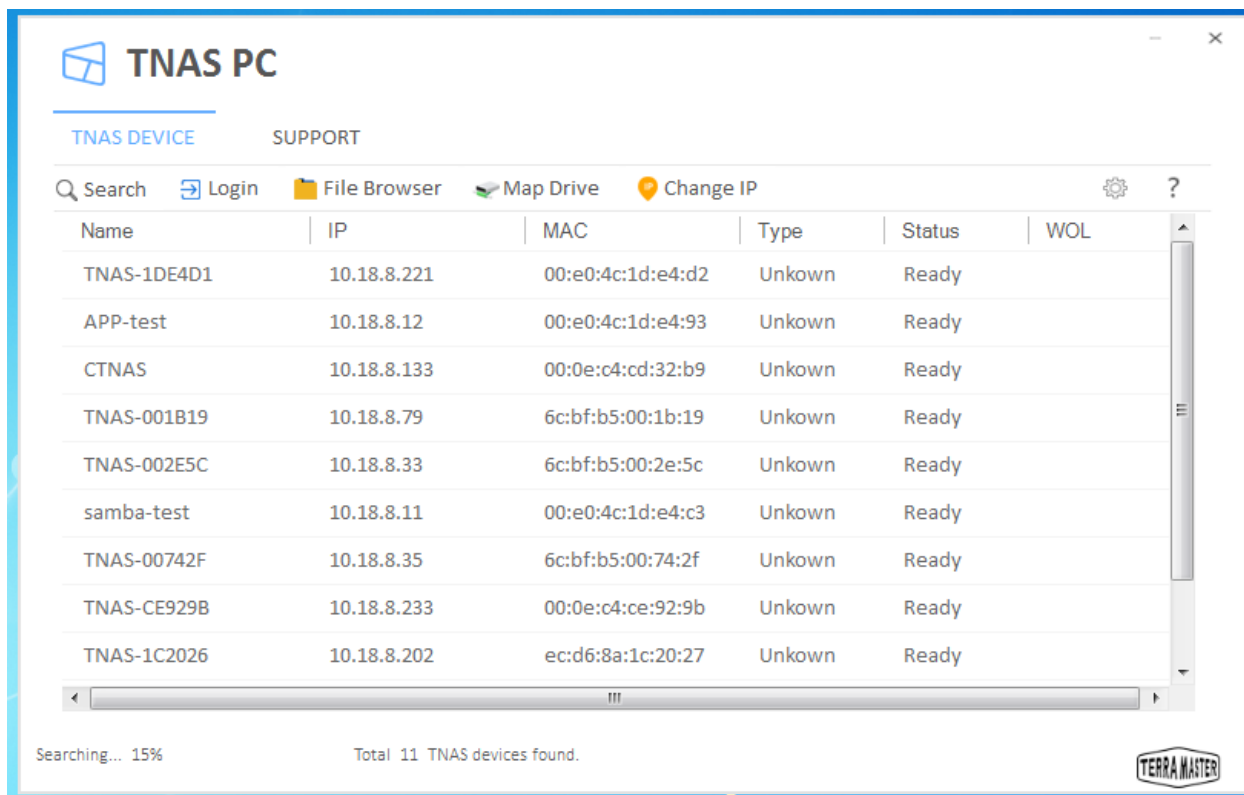 TNAS PC
TNAS DEVICE SUPPORT
Search Login File Browser Map Drive Change IP ?
Name IP MAC Type Status WOL
TNAS-1DE4D1 10.18.8.221 00:e0:4c:1d:e4:d2 Unkown Ready
APP-test 10.18.8.12 00:e0:4c:1d:e4:93 Unkown Ready
CTNAS 10.18.8.133 00:0e:c4:cd:32:b9 Unkown Ready
TNAS-001B19 10.18.8.79 6c:bf:b5:00:1b:19 Unkown Ready
TNAS-002E5C 10.18.8.33 6c:bf:b5:00:2e:5c Unkown Ready
samba-test 10.18.8.11 00:e0:4c:1d:e4:c3 Unkown Ready
TNAS-00742F 10.18.8.35 6c:bf:b5:00:74:2f Unkown Ready
TNAS-CE929B 10.18.8.233 00:0e:c4:ce:92:9b Unkown Ready
TNAS-1C2026 10.18.8.202 ec:d6:8a:1c:20:27 Unkown Ready
Searching... 15% Total 11 TNAS devices found.
TERRA MASTER